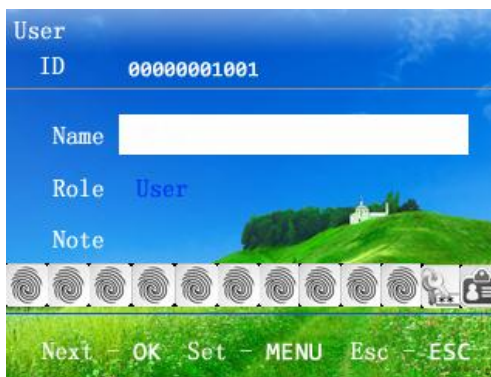 User
ID 00000001001
Name
Role User
Note
Next - OK Set - MENU Esc - ESC